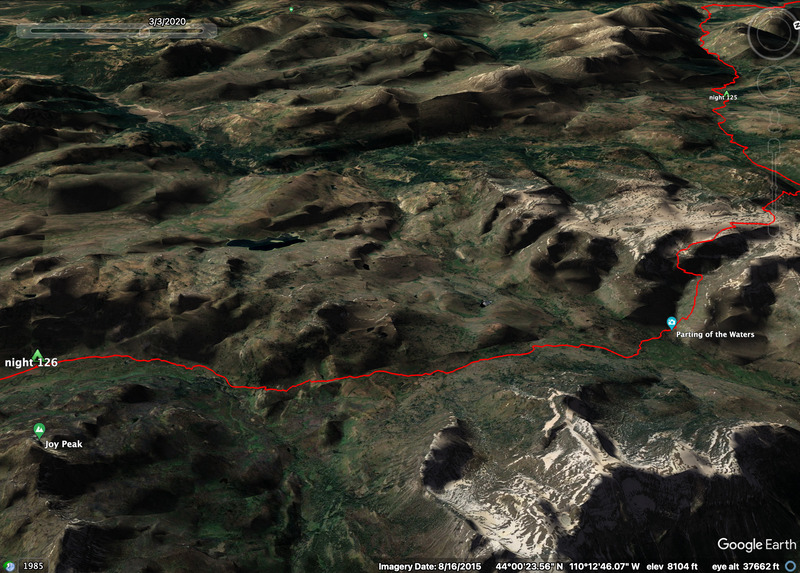 3/3/2020
night 125
Parting of the Waters
night 126
Joy Peak
Google Earth
1985
Imagery Date: 8/16/2015 44°00'23.56" N 110°12'46.07" W elev 8104 ft eye alt 37662 ft